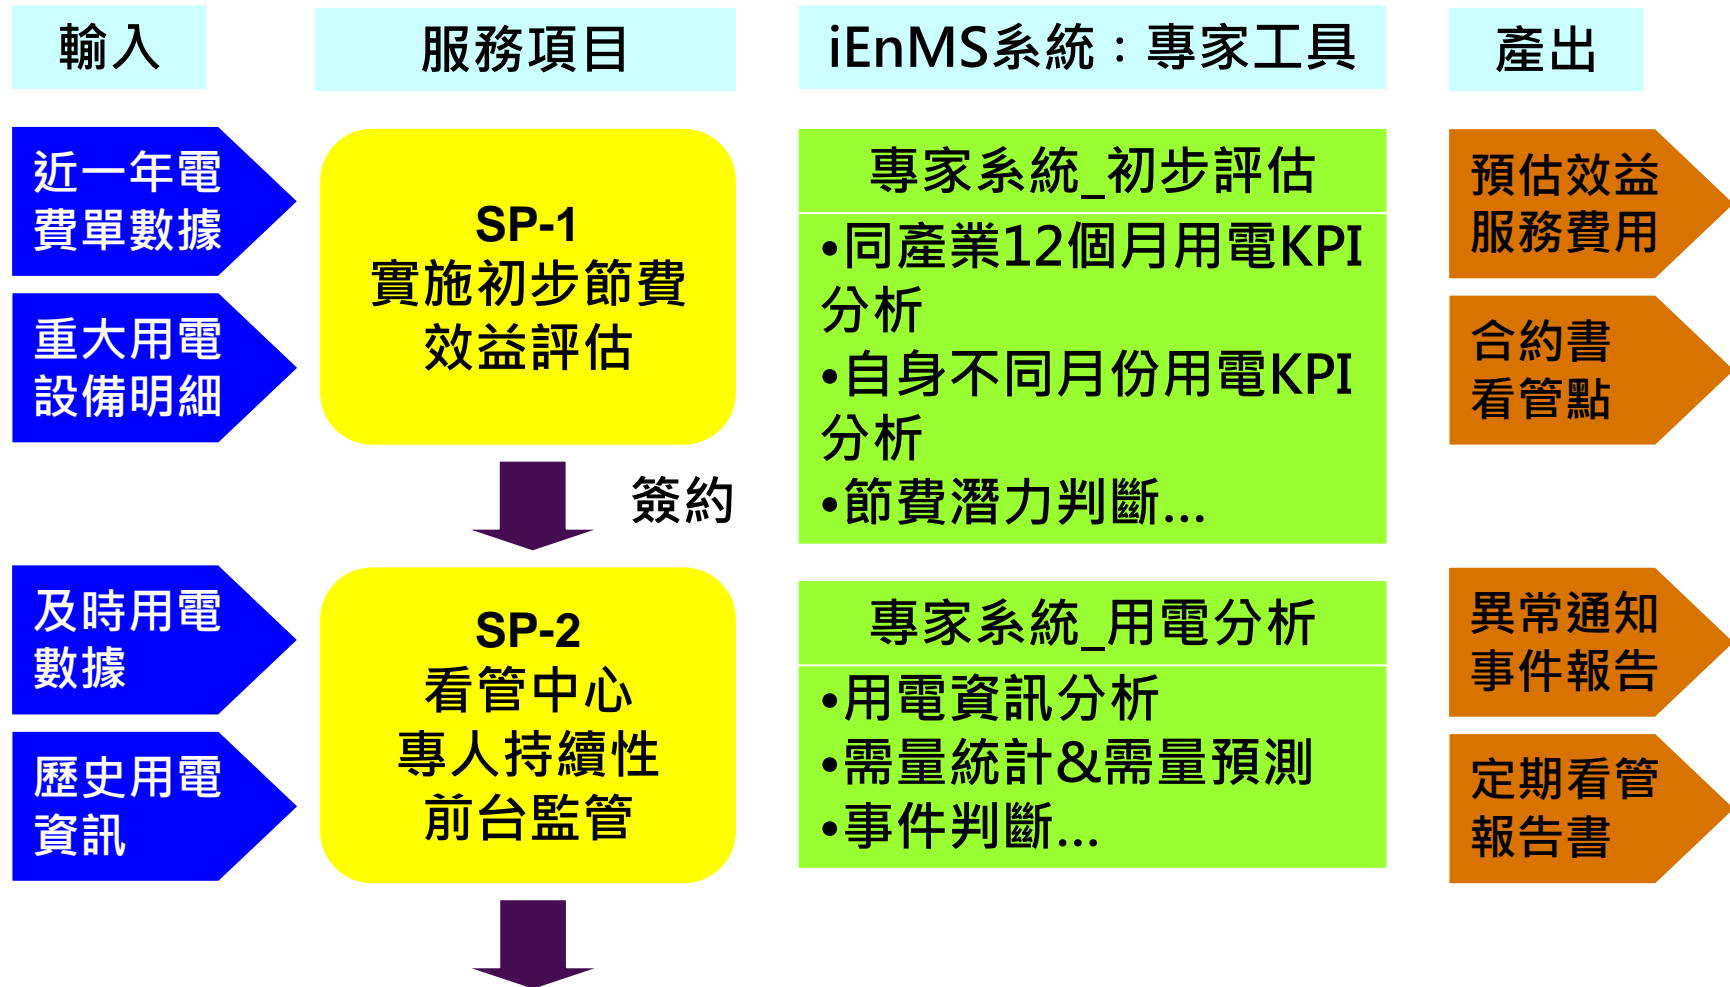 輸入
服務項目
iEnMS系統：專家工具
產出
近一年電
費單數據
重大用電
設備明細
SP-1
實施初步節費
效益評估
專家系統_初步評估
•同產業12個月用電KPI
分析
•自身不同月份用電KPI
分析
•節費潛力判斷...
預估效益
服務費用
合約書
看管點
簽約
及時用電
數據
歷史用電
資訊
SP-2
看管中心
專人持續性
前台監管
專家系統_用電分析
•用電資訊分析
•需量統計&需量預測
•事件判斷...
異常通知
事件報告
定期看管
報告書